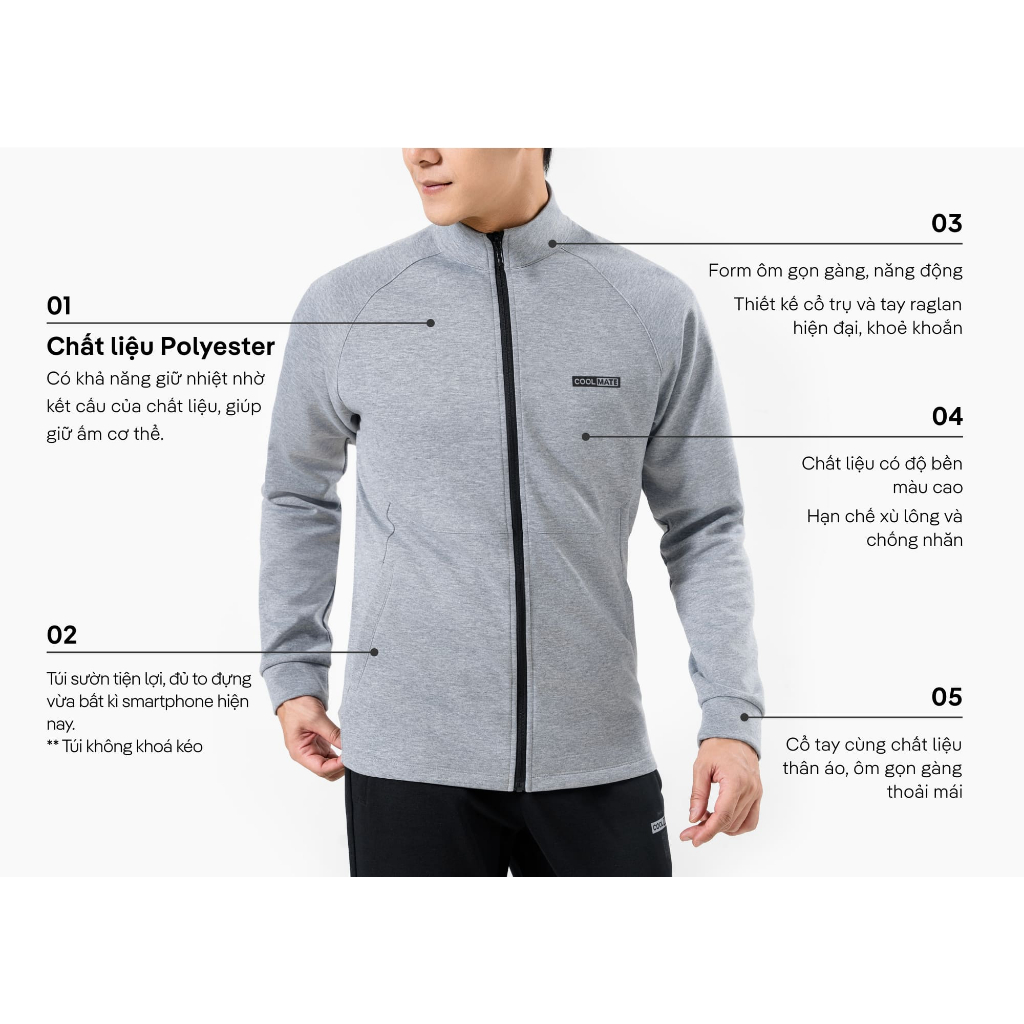 01
Chất liệu Polyester
Có khả năng giữ nhiệt nhờ
kết cấu của chất liệu, giúp
giữ ấm cơ thể.
02
Túi sườn tiện lợi, đủ to đựng
vừa bất kì smartphone hiện
nay.
** Túi không khoá kéo
03
Form ôm gọn gàng, năng động
Thiết kế cổ trụ và tay raglan
hiện đại, khoẻ khoắn
COOLMATE
04
Chất liệu có độ bền
màu cao
Hạn chế xù lông và
chống nhăn
05
Cổ tay cùng chất liệu
thân áo, ôm gọn gàng
thoải mái